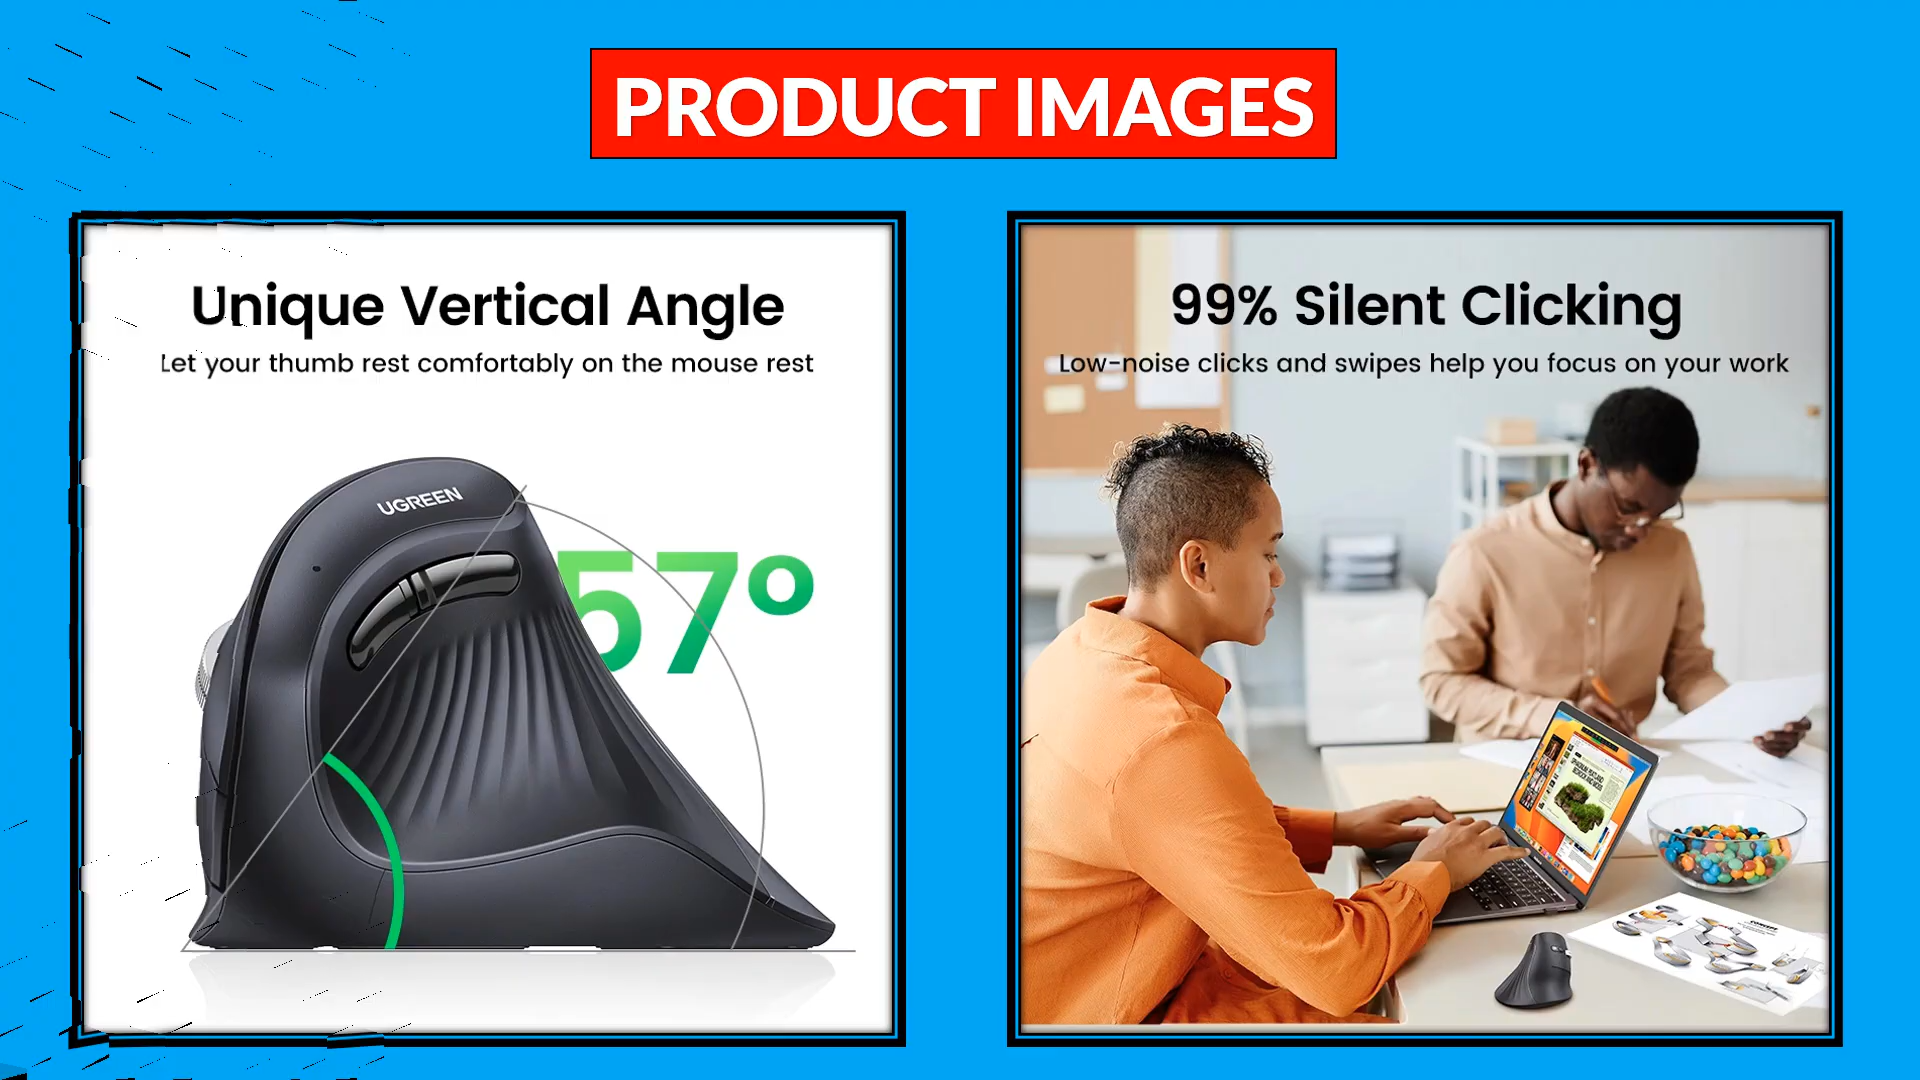 PRODUCT IMAGES
Unique Vertical Angle
Let your thumb rest comfortably on the mouse rest
UGREEN
57°
99% Silent Clicking
Low-noise clicks and swipes help you focus on your work